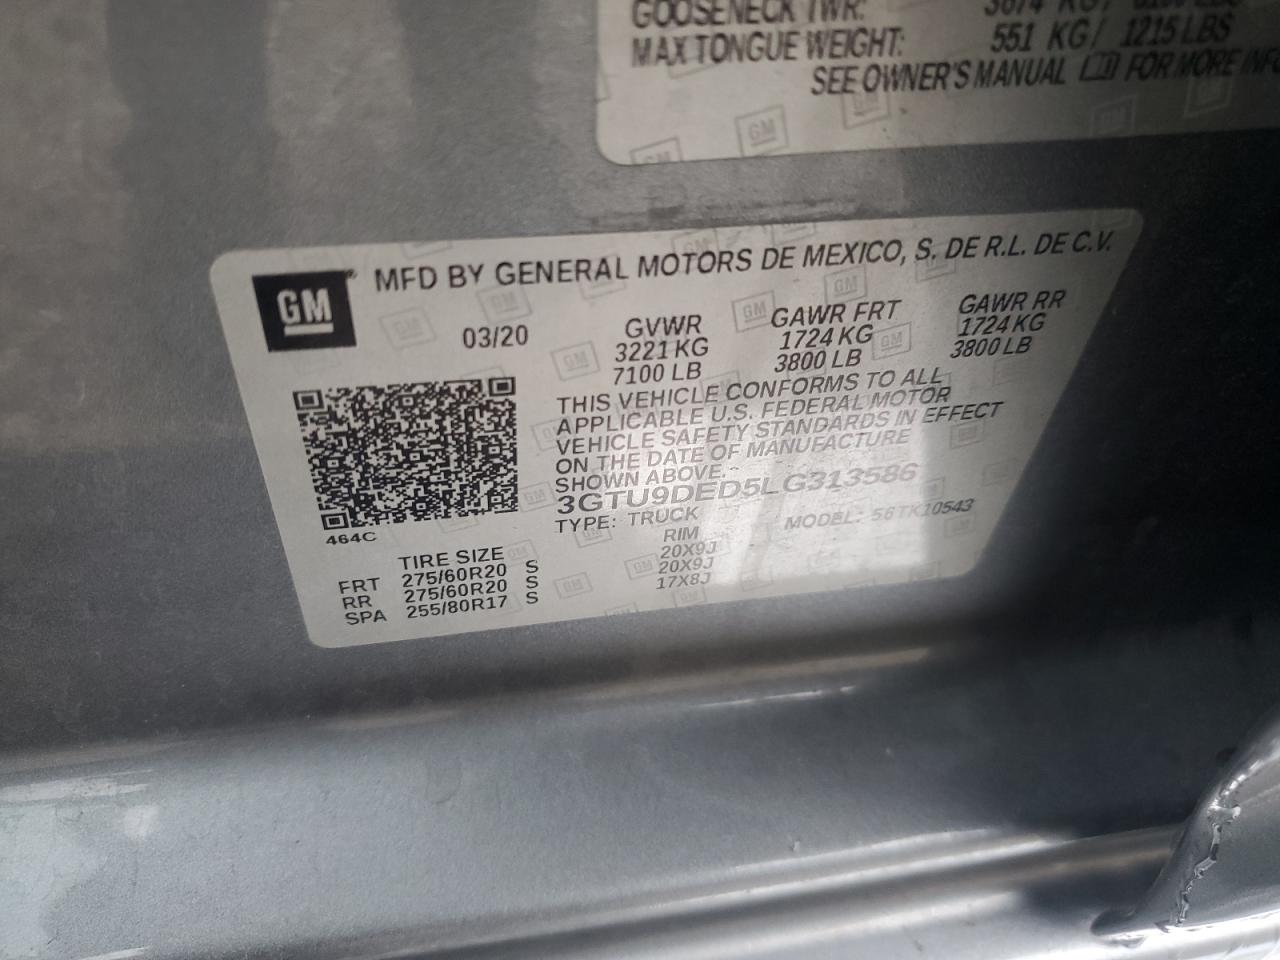 GOOSENECK TWR:
MAX TONGUE WEIGHT: 551 KG/ 1215 LBS
SEE OWNER'S MANUAL FOR MORE
GM
MFD BY GENERAL MOTORS DE MEXICO, S. DE R.L. DE C.V.
03/20
GVWR GAWR FRT GAWR RR
3221 KG 1724 KG 1724 KG
7100 LB 3800 LB 3800 LB
THIS VEHICLE CONFORMS TO ALL
APPLICABLE U.S. FEDERAL MOTOR
VEHICLE SAFETY STANDARDS IN EFFECT
ON THE DATE OF MANUFACTURE
SHOWN ABOVE.
3GTU9DED5LG313586
TYPE: TRUCK MODEL: 56TK10543
464C
TIRE SIZE RIM
FRT 275/60R20 S 20X9J
RR 275/60R20 S 20X9J
SPA 255/80R17 S 17X8J